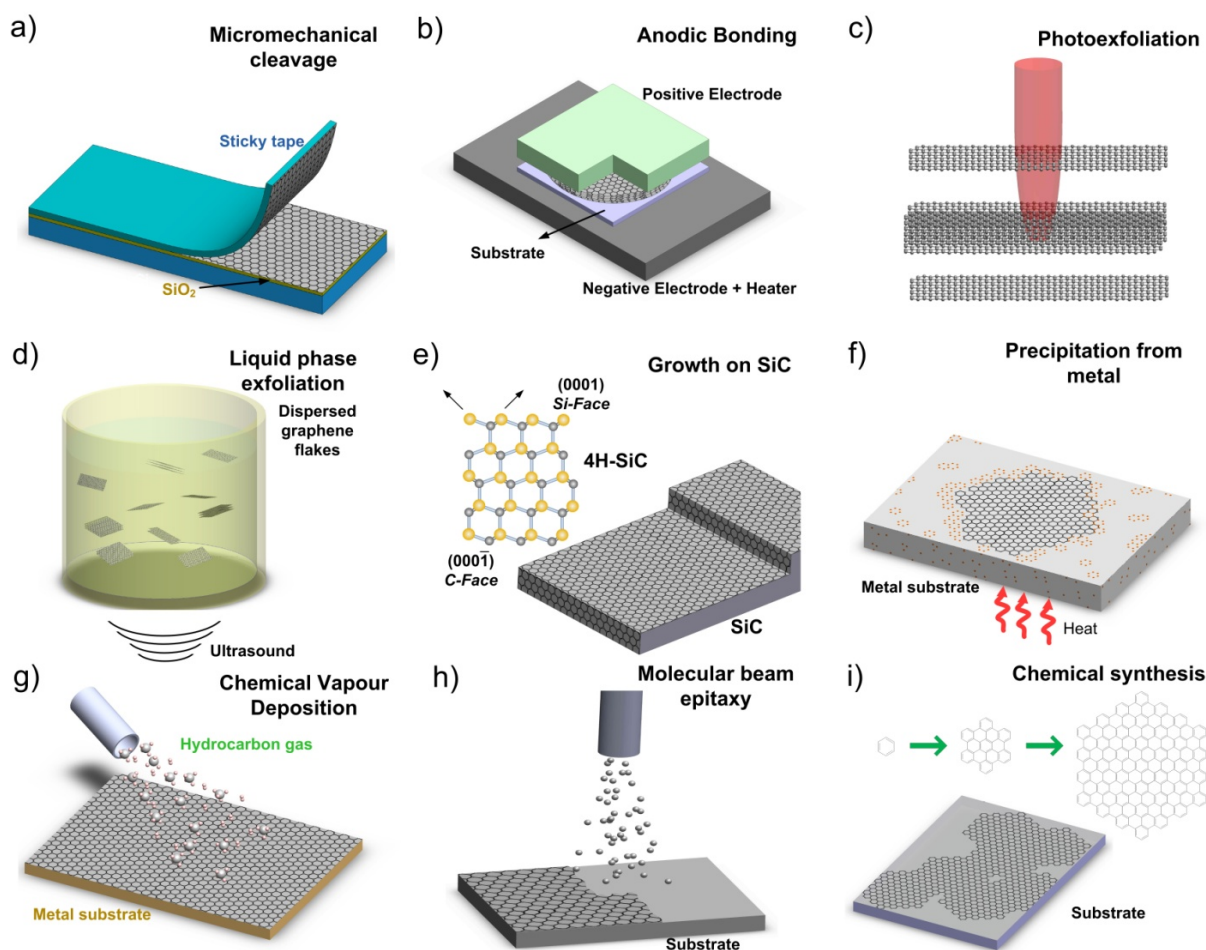 a)
Micromechanical
cleavage
Sticky tape
SiO₂
b)
Anodic Bonding
Positive Electrode
Substrate
Negative Electrode + Heater
c)
Photoexfoliation
d)
Liquid phase
exfoliation
Dispersed
graphene
flakes
Ultrasound
e)
Growth on SiC
(0001)
Si-Face
4H-SiC
(0001̄)
C-Face
SiC
f)
Precipitation from
metal
Metal substrate
Heat
g)
Chemical Vapour
Deposition
Hydrocarbon gas
Metal substrate
h)
Molecular beam
epitaxy
Substrate
i)
Chemical synthesis
Substrate